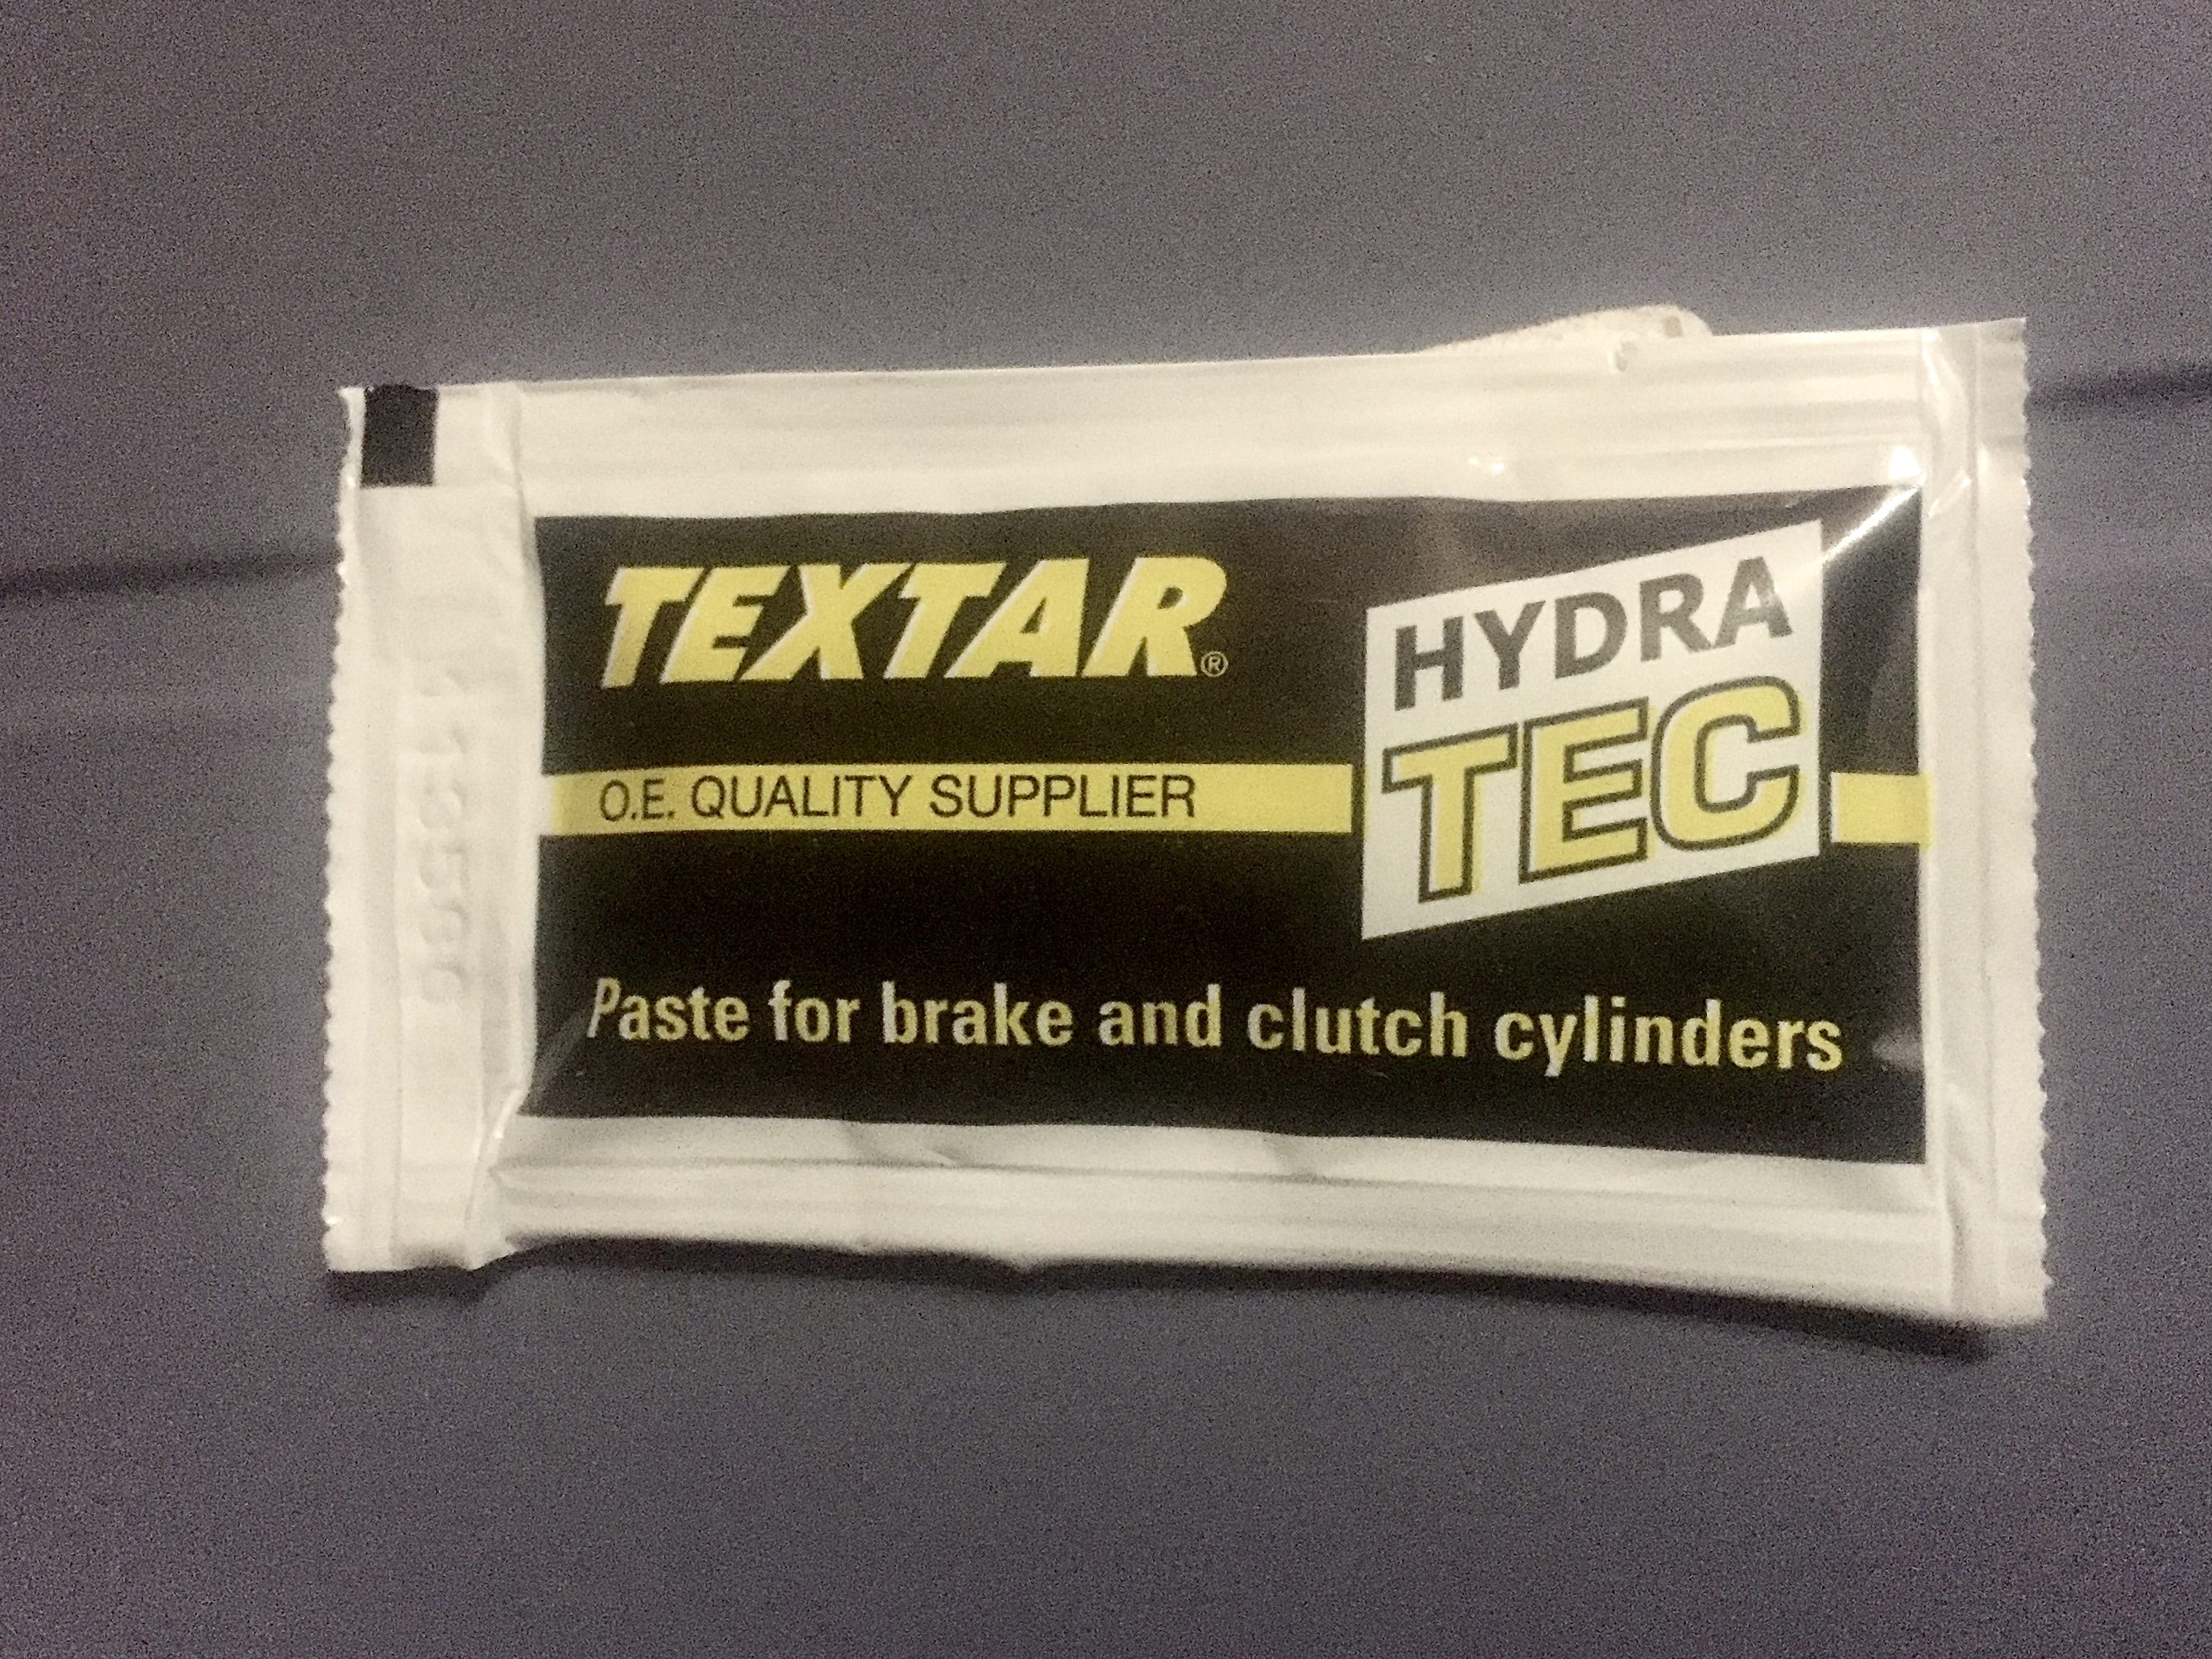 TEXTAR®
HYDRA
TEC
O.E. QUALITY SUPPLIER
Paste for brake and clutch cylinders